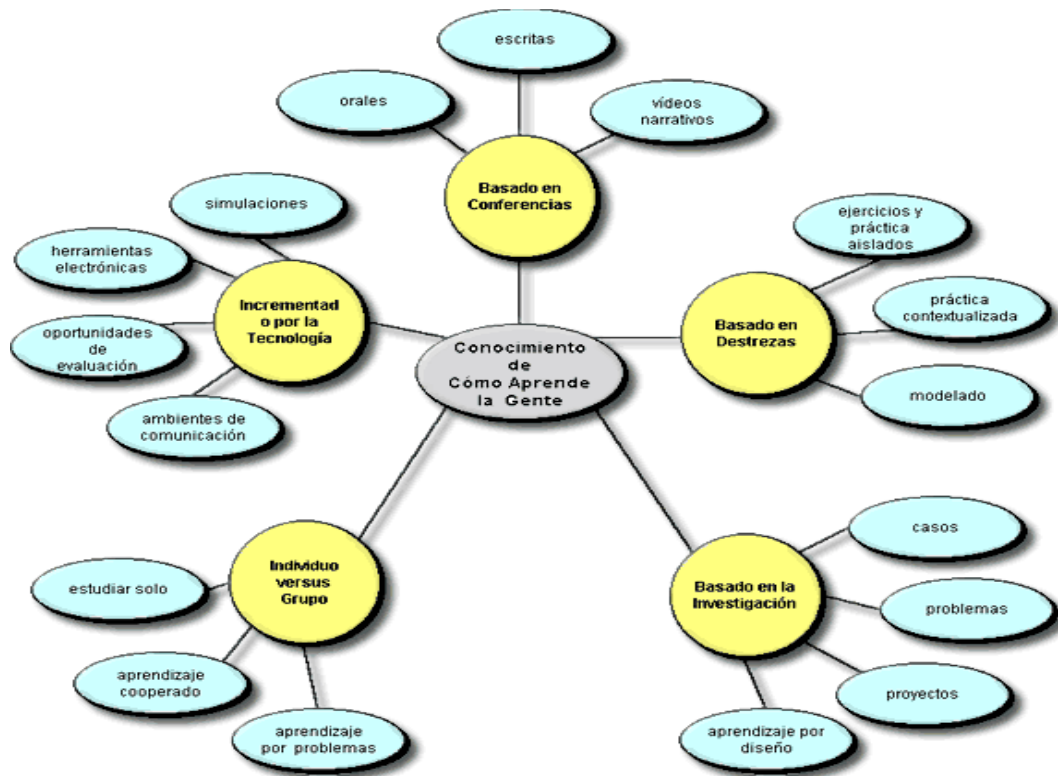 escritas
orales
vídeos
narrativos
Basado en
Conferencias
simulaciones
herramientas
electrónicas
oportunidades
de
evaluación
ambientes de
comunicación
Incrementad
o por la
Tecnología
ejercicios y
práctica
aislados
práctica
contextualizada
modelado
Basado en
Destrezas
Conocimiento
de
Cómo Aprende
la Gente
Individuo
versus
Grupo
estudiar solo
aprendizaje
cooperado
aprendizaje
por problemas
Basado en la
Investigación
casos
problemas
proyectos
aprendizaje por
diseño